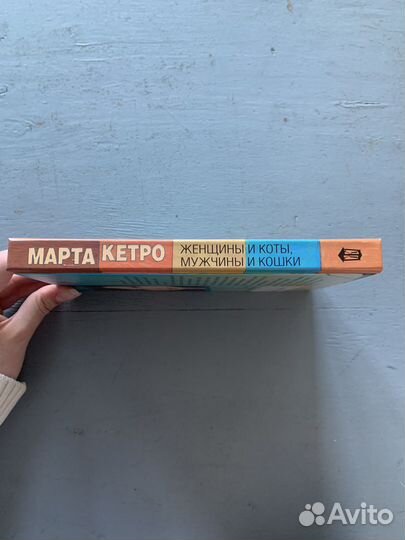 МАРТА КЕТРО
ЖЕНЩИНЫ И КОТЫ,
МУЖЧИНЫ И КОШКИ
Avito